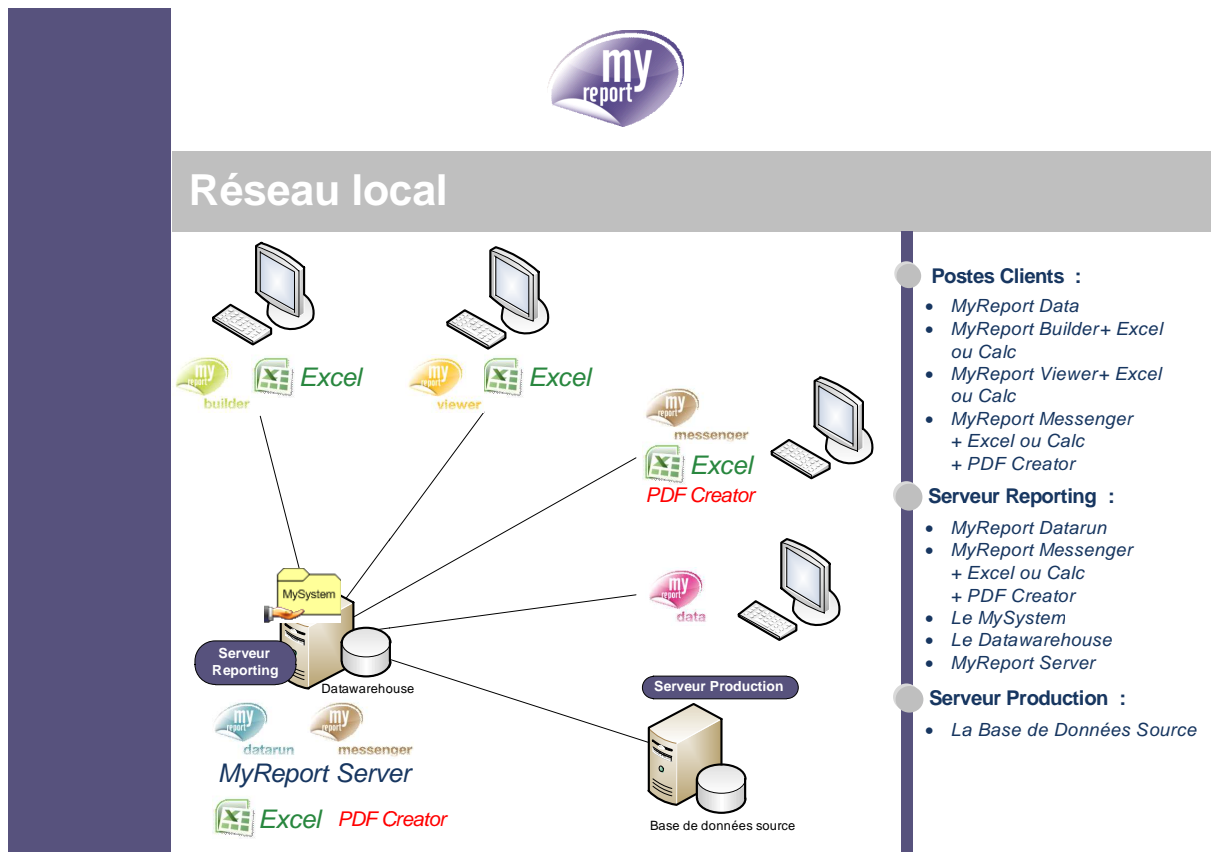 my
report
Réseau local
my
report
builder
Excel
my
report
viewer
Excel
my
report
messenger
Excel
PDF Creator
my
report
data
MySystem
Serveur
Reporting
Datawarehouse
my
report
datarun
my
report
messenger
MyReport Server
Excel
PDF Creator
Serveur Production
Base de données source
Postes Clients :
• MyReport Data
• MyReport Builder+ Excel
ou Calc
• MyReport Viewer+ Excel
ou Calc
• MyReport Messenger
+ Excel ou Calc
+ PDF Creator
Serveur Reporting :
• MyReport Datarun
• MyReport Messenger
+ Excel ou Calc
+ PDF Creator
• Le MySystem
• Le Datawarehouse
• MyReport Server
Serveur Production :
• La Base de Données Source